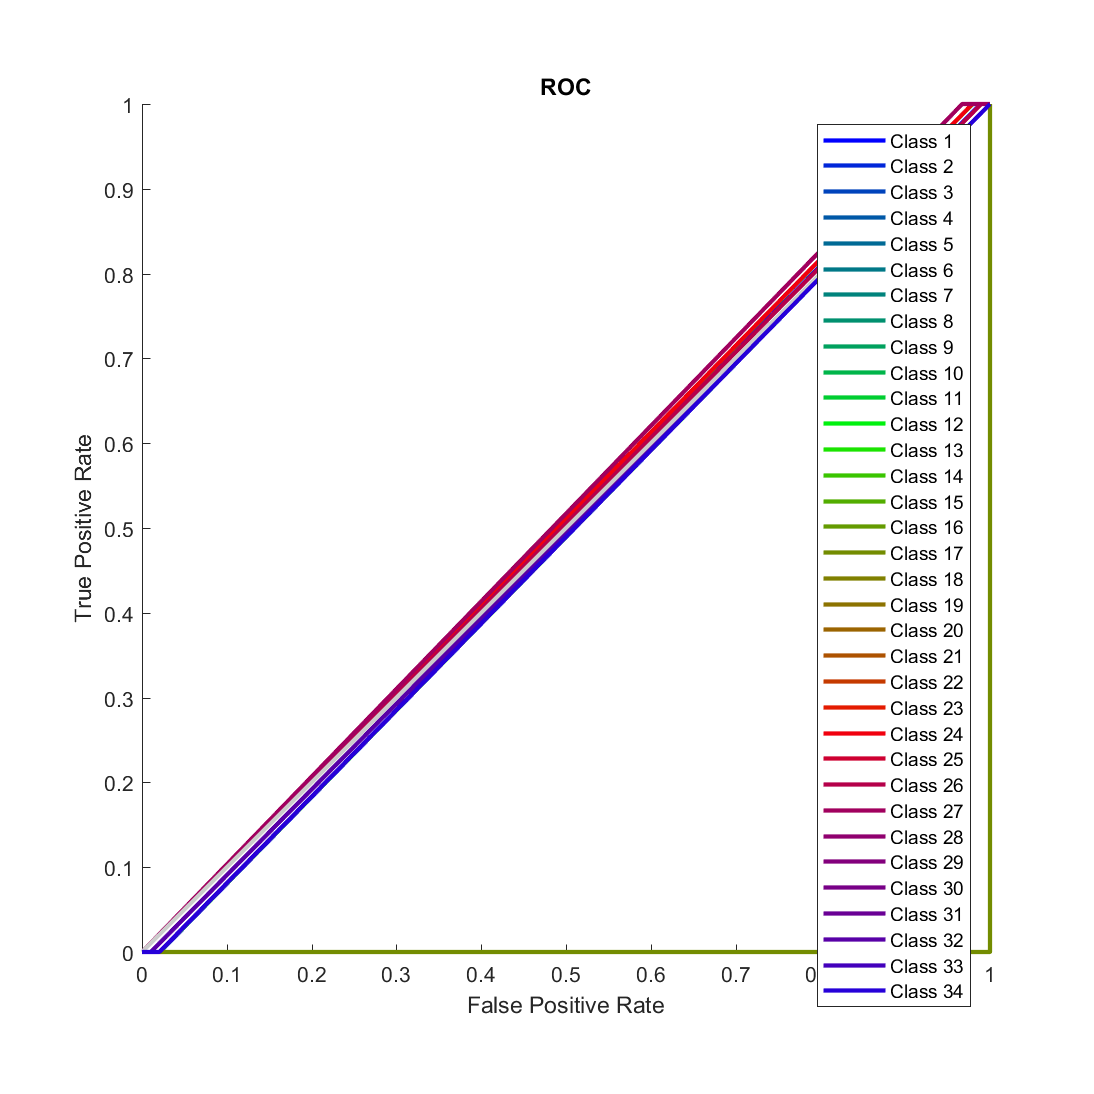 ROC
1
0.9
0.8
0.7
0.6
0.5
0.4
0.3
0.2
0.1
0
True Positive Rate
Class 1
Class 2
Class 3
Class 4
Class 5
Class 6
Class 7
Class 8
Class 9
Class 10
Class 11
Class 12
Class 13
Class 14
Class 15
Class 16
Class 17
Class 18
Class 19
Class 20
Class 21
Class 22
Class 23
Class 24
Class 25
Class 26
Class 27
Class 28
Class 29
Class 30
Class 31
Class 32
Class 33
Class 34
0 0.1 0.2 0.3 0.4 0.5 0.6 0.7 1
False Positive Rate